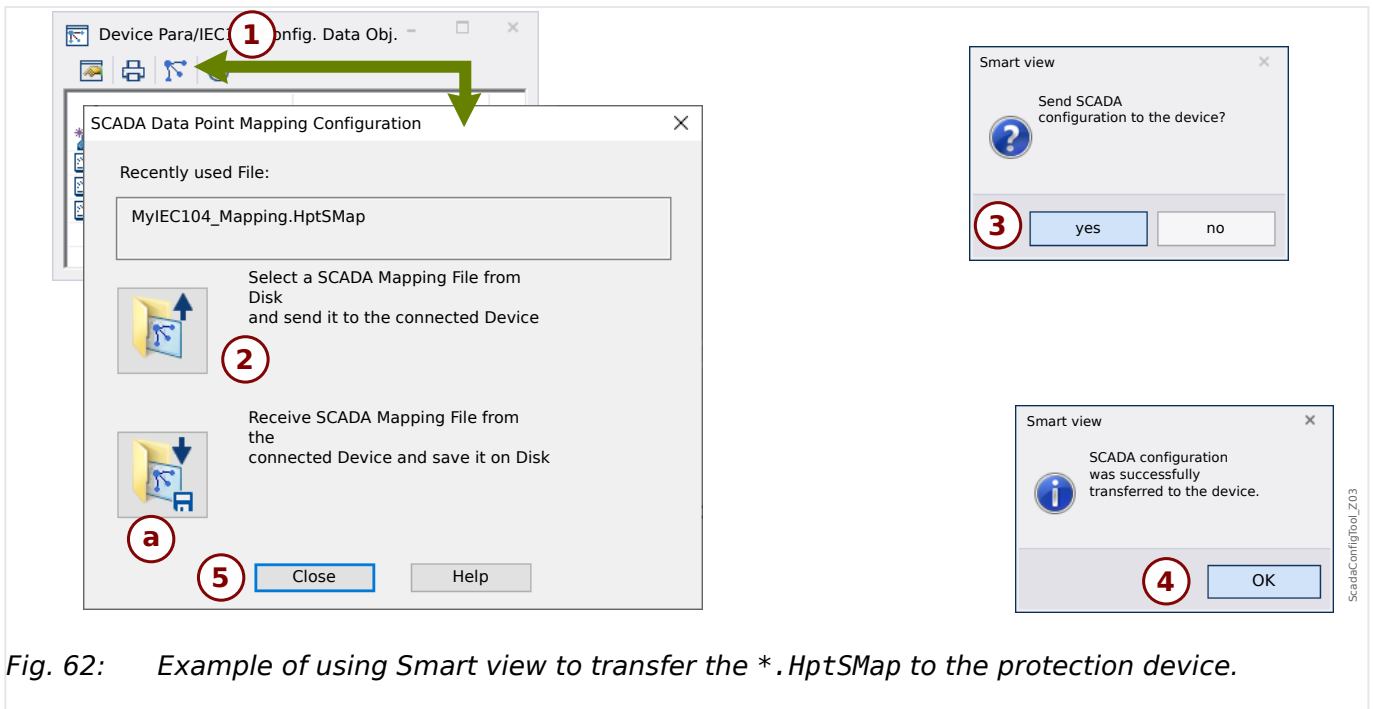 Device Para/IEC1 onfig. Data Obj.
1
SCADA Data Point Mapping Configuration
Recently used File:
MyIEC104_Mapping.HptSMap
Select a SCADA Mapping File from
Disk
and send it to the connected Device
2
Receive SCADA Mapping File from
the
connected Device and save it on Disk
a
5
Close
Help
Smart view
Send SCADA
configuration to the device?
3
yes
no
Smart view
SCADA configuration
was successfully
transferred to the device.
4
OK
ScadaConfigTool_Z03
Fig. 62: Example of using Smart view to transfer the *.HptSMap to the protection device.